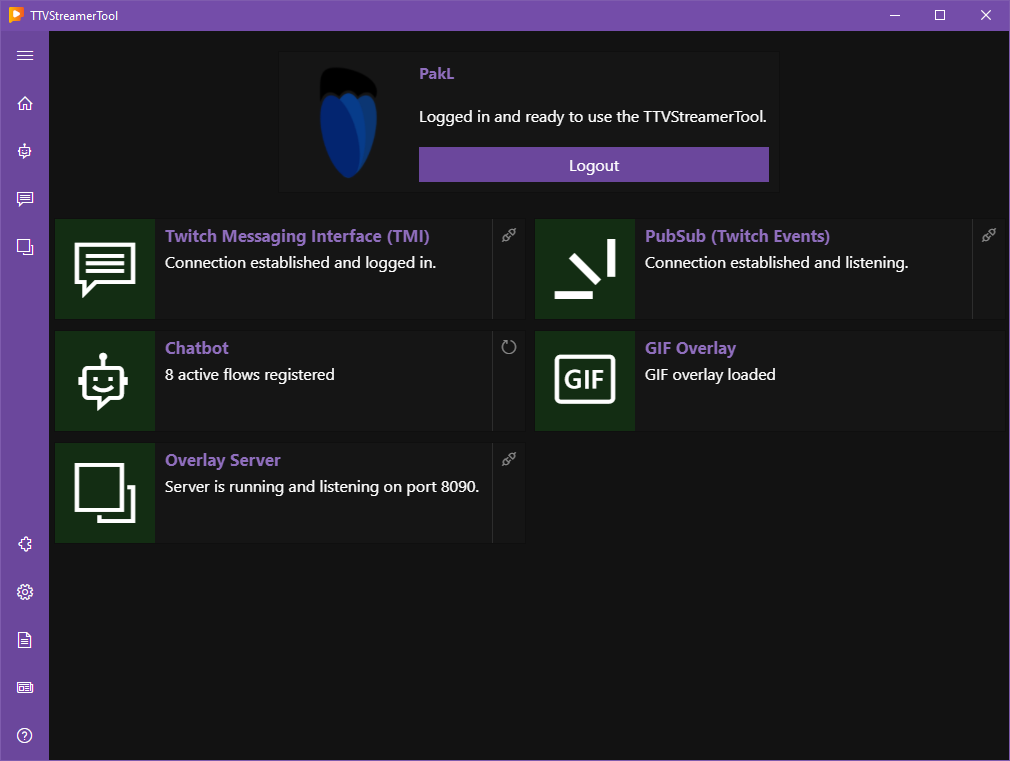 TTVStreamerTool
PakL
Logged in and ready to use the TTVStreamerTool.
Logout
Twitch Messaging Interface (TMI)
Connection established and logged in.
PubSub (Twitch Events)
Connection established and listening.
Chatbot
8 active flows registered
GIF
GIF Overlay
GIF overlay loaded
Overlay Server
Server is running and listening on port 8090.